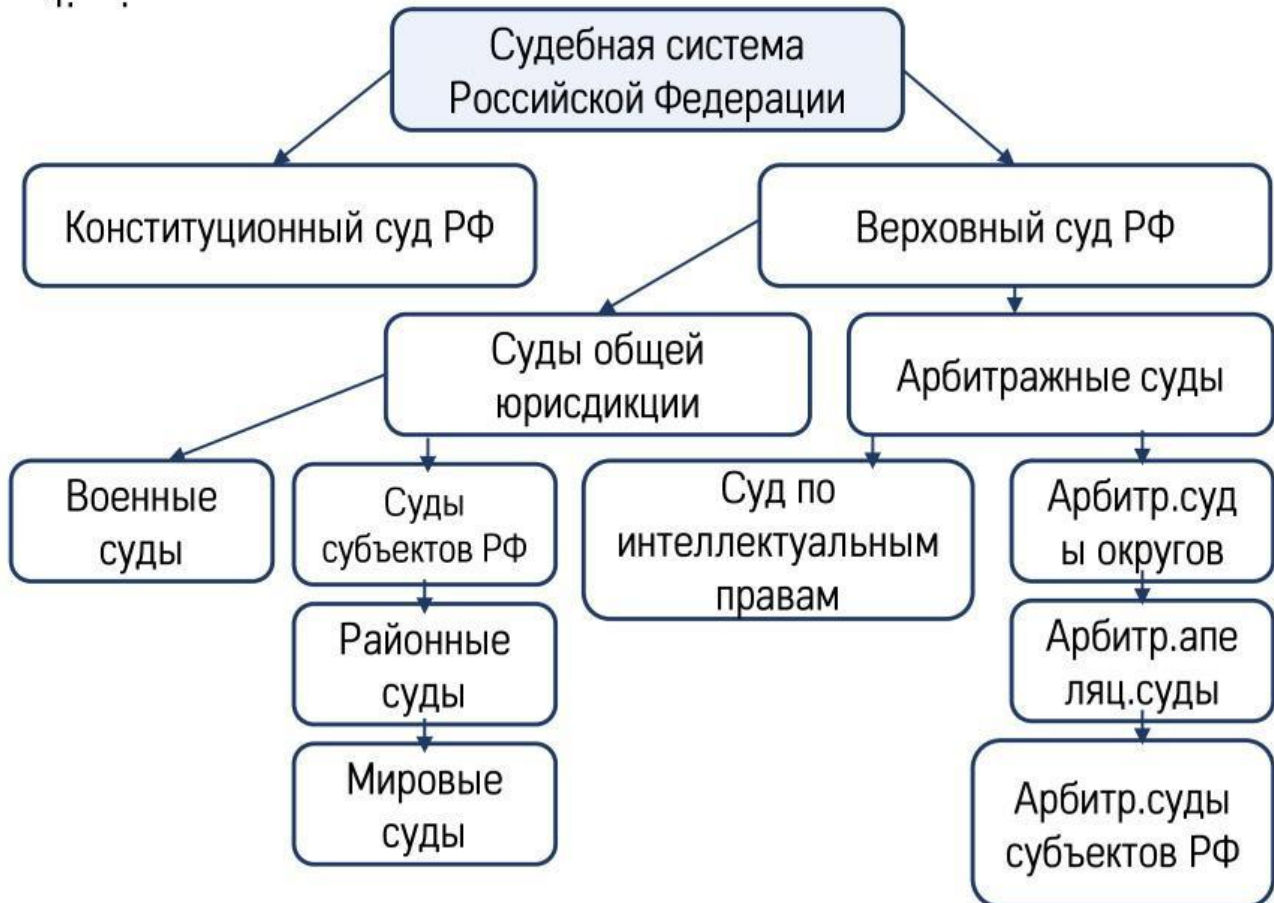 Судебная система
Российской Федерации
Конституционный суд РФ
Верховный суд РФ
Суды общей
юрисдикции
Арбитражные суды
Военные
суды
Суды
субъектов РФ
Суд по
интеллектуальным
правам
Арбитр.суд
ы округов
Районные
суды
Арбитр.апе
ляц.суды
Мировые
суды
Арбитр.суды
субъектов РФ